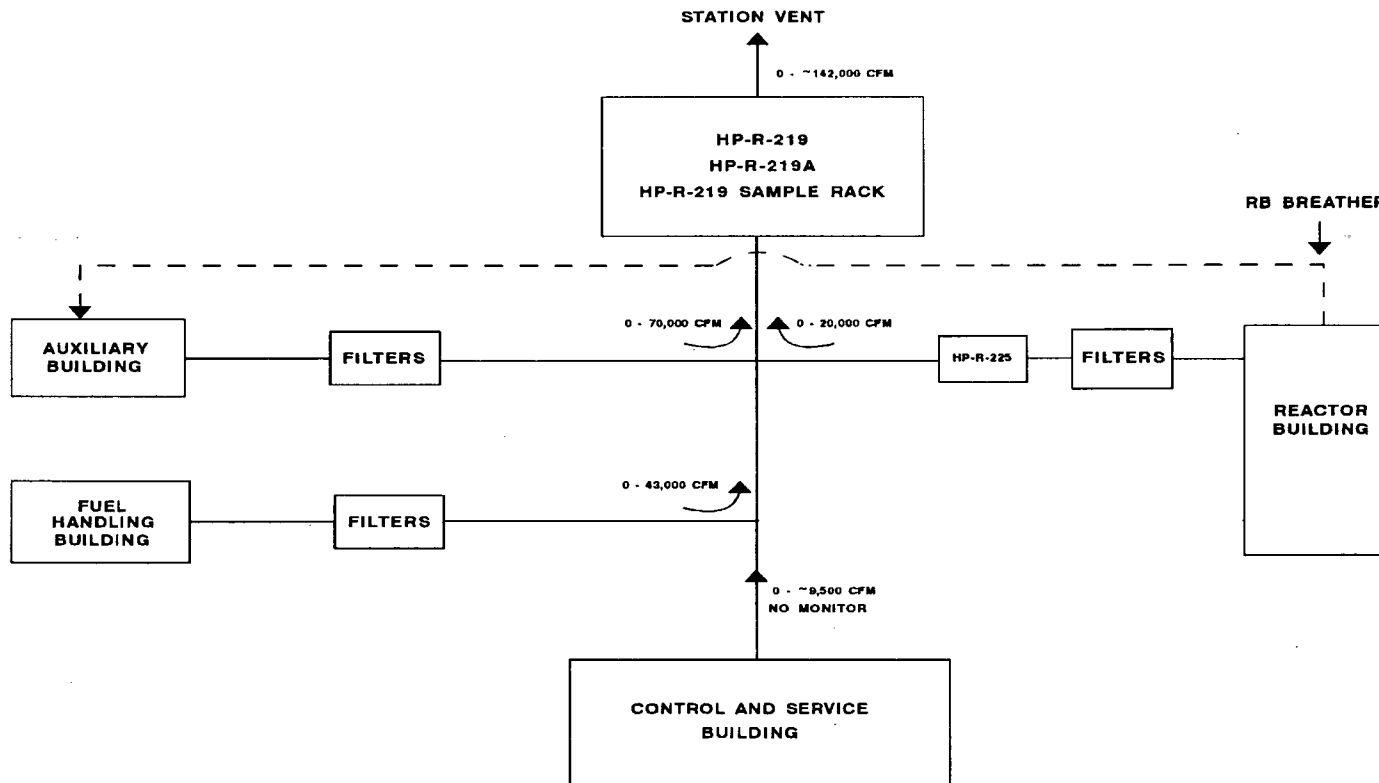 STATION VENT
0 - ~142,000 CFM
HP-R-219
HP-R-219A
HP-R-219 SAMPLE RACK
RB BREATHER
0 - 70,000 CFM
0 - 20,000 CFM
AUXILIARY
BUILDING
FILTERS
HP-R-225
FILTERS
REACTOR
BUILDING
0 - 43,000 CFM
FUEL
HANDLING
BUILDING
FILTERS
0 - ~9,500 CFM
NO MONITOR
CONTROL AND SERVICE
BUILDING